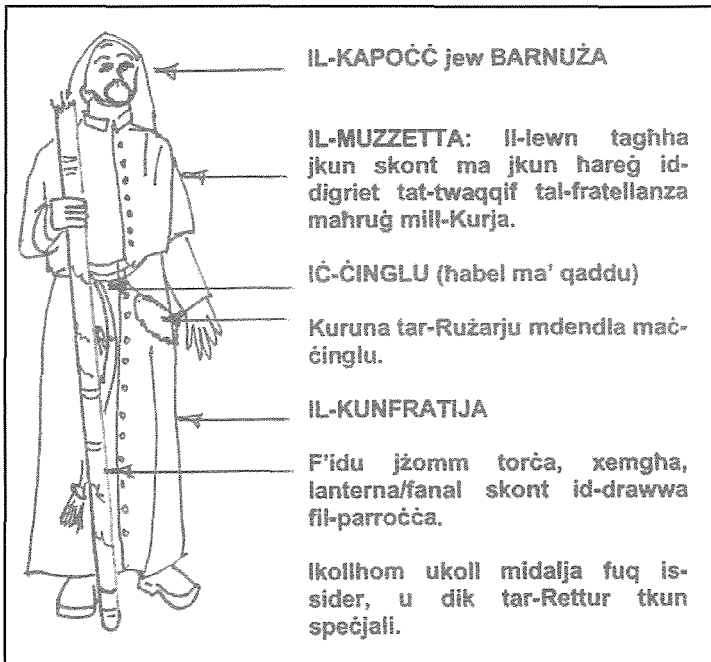 IL-KAPOĊĊ jew BARNUŻA
IL-MUZZETTA: Il-lewn tagħha
jkun skont ma jkun ħareġ id-
digriet tat-twaqqif tal-fratellanza
maħruġ mill-Kurja.
IĊ-ĊINGLU (ħabel ma' qaddu)
Kuruna tar-Rużarju mdendla maċ-
ċinglu.
IL-KUNFRATIJA
F'idu jżomm torċa, xemgħa,
lanterna/fanal skont id-drawwa
fil-parroċċa.
Ikollhom ukoll midalja fuq is-
sider, u dik tar-Rettur tkun
speċjali.